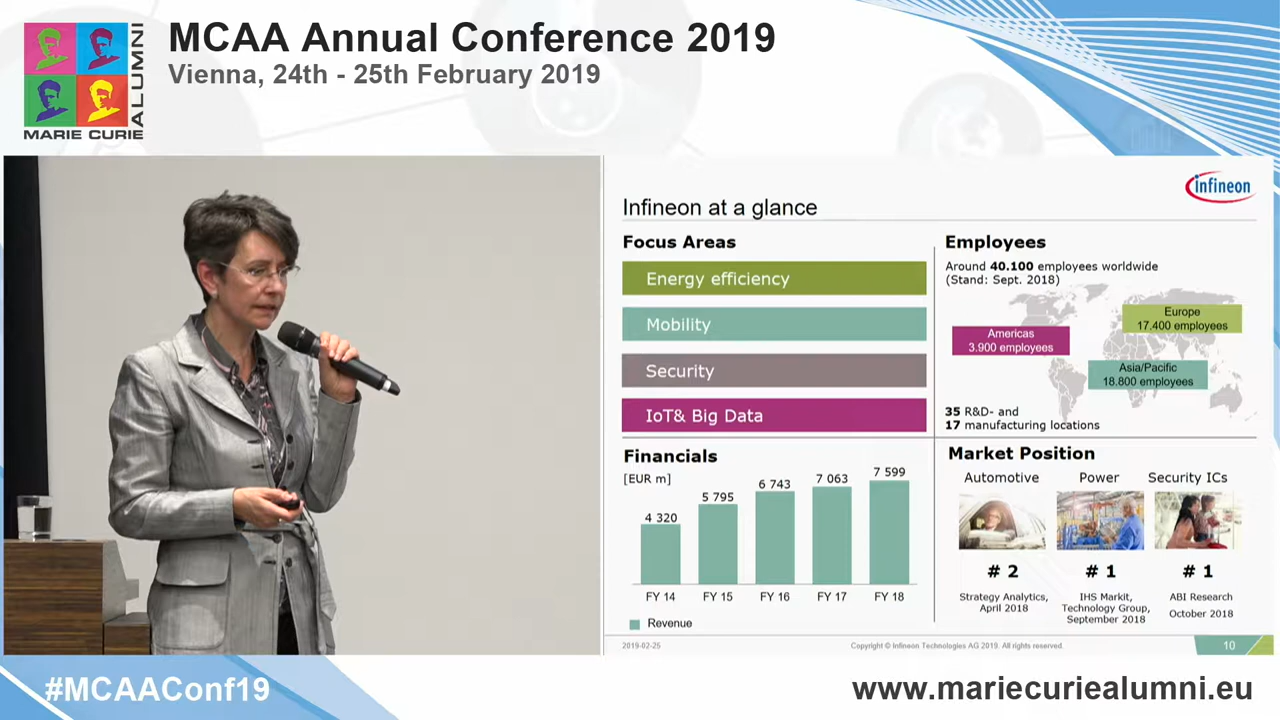 MCAA Annual Conference 2019
Vienna, 24th - 25th February 2019
MARIE CURIE
ALUMNI
infineon
Infineon at a glance
Focus Areas
Energy efficiency
Mobility
Security
IoT& Big Data
Employees
Around 40.100 employees worldwide
(Stand: Sept. 2018)
Europe
17.400 employees
Americas
3.900 employees
Asia/Pacific
18.800 employees
35 R&D- and
17 manufacturing locations
Financials
[EUR m]
4 320
5 795
6 743
7 063
7 599
FY 14
FY 15
FY 16
FY 17
FY 18
Revenue
Market Position
Automotive
Power
Security ICs
# 2
# 1
# 1
Strategy Analytics,
April 2018
IHS Markit,
Technology Group,
September 2018
ABI Research
October 2018
2019-02-25
Copyright © Infineon Technologies AG 2019. All rights reserved.
10
#MCAAConf19
www.mariecuriealumni.eu